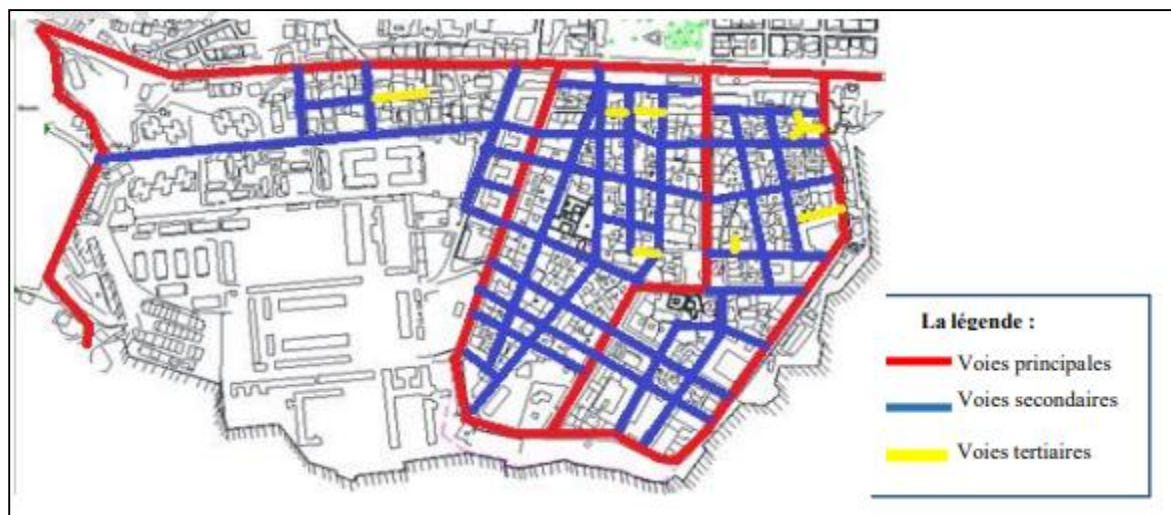 La légende :
Voies principales
Voies secondaires
Voies tertiaires